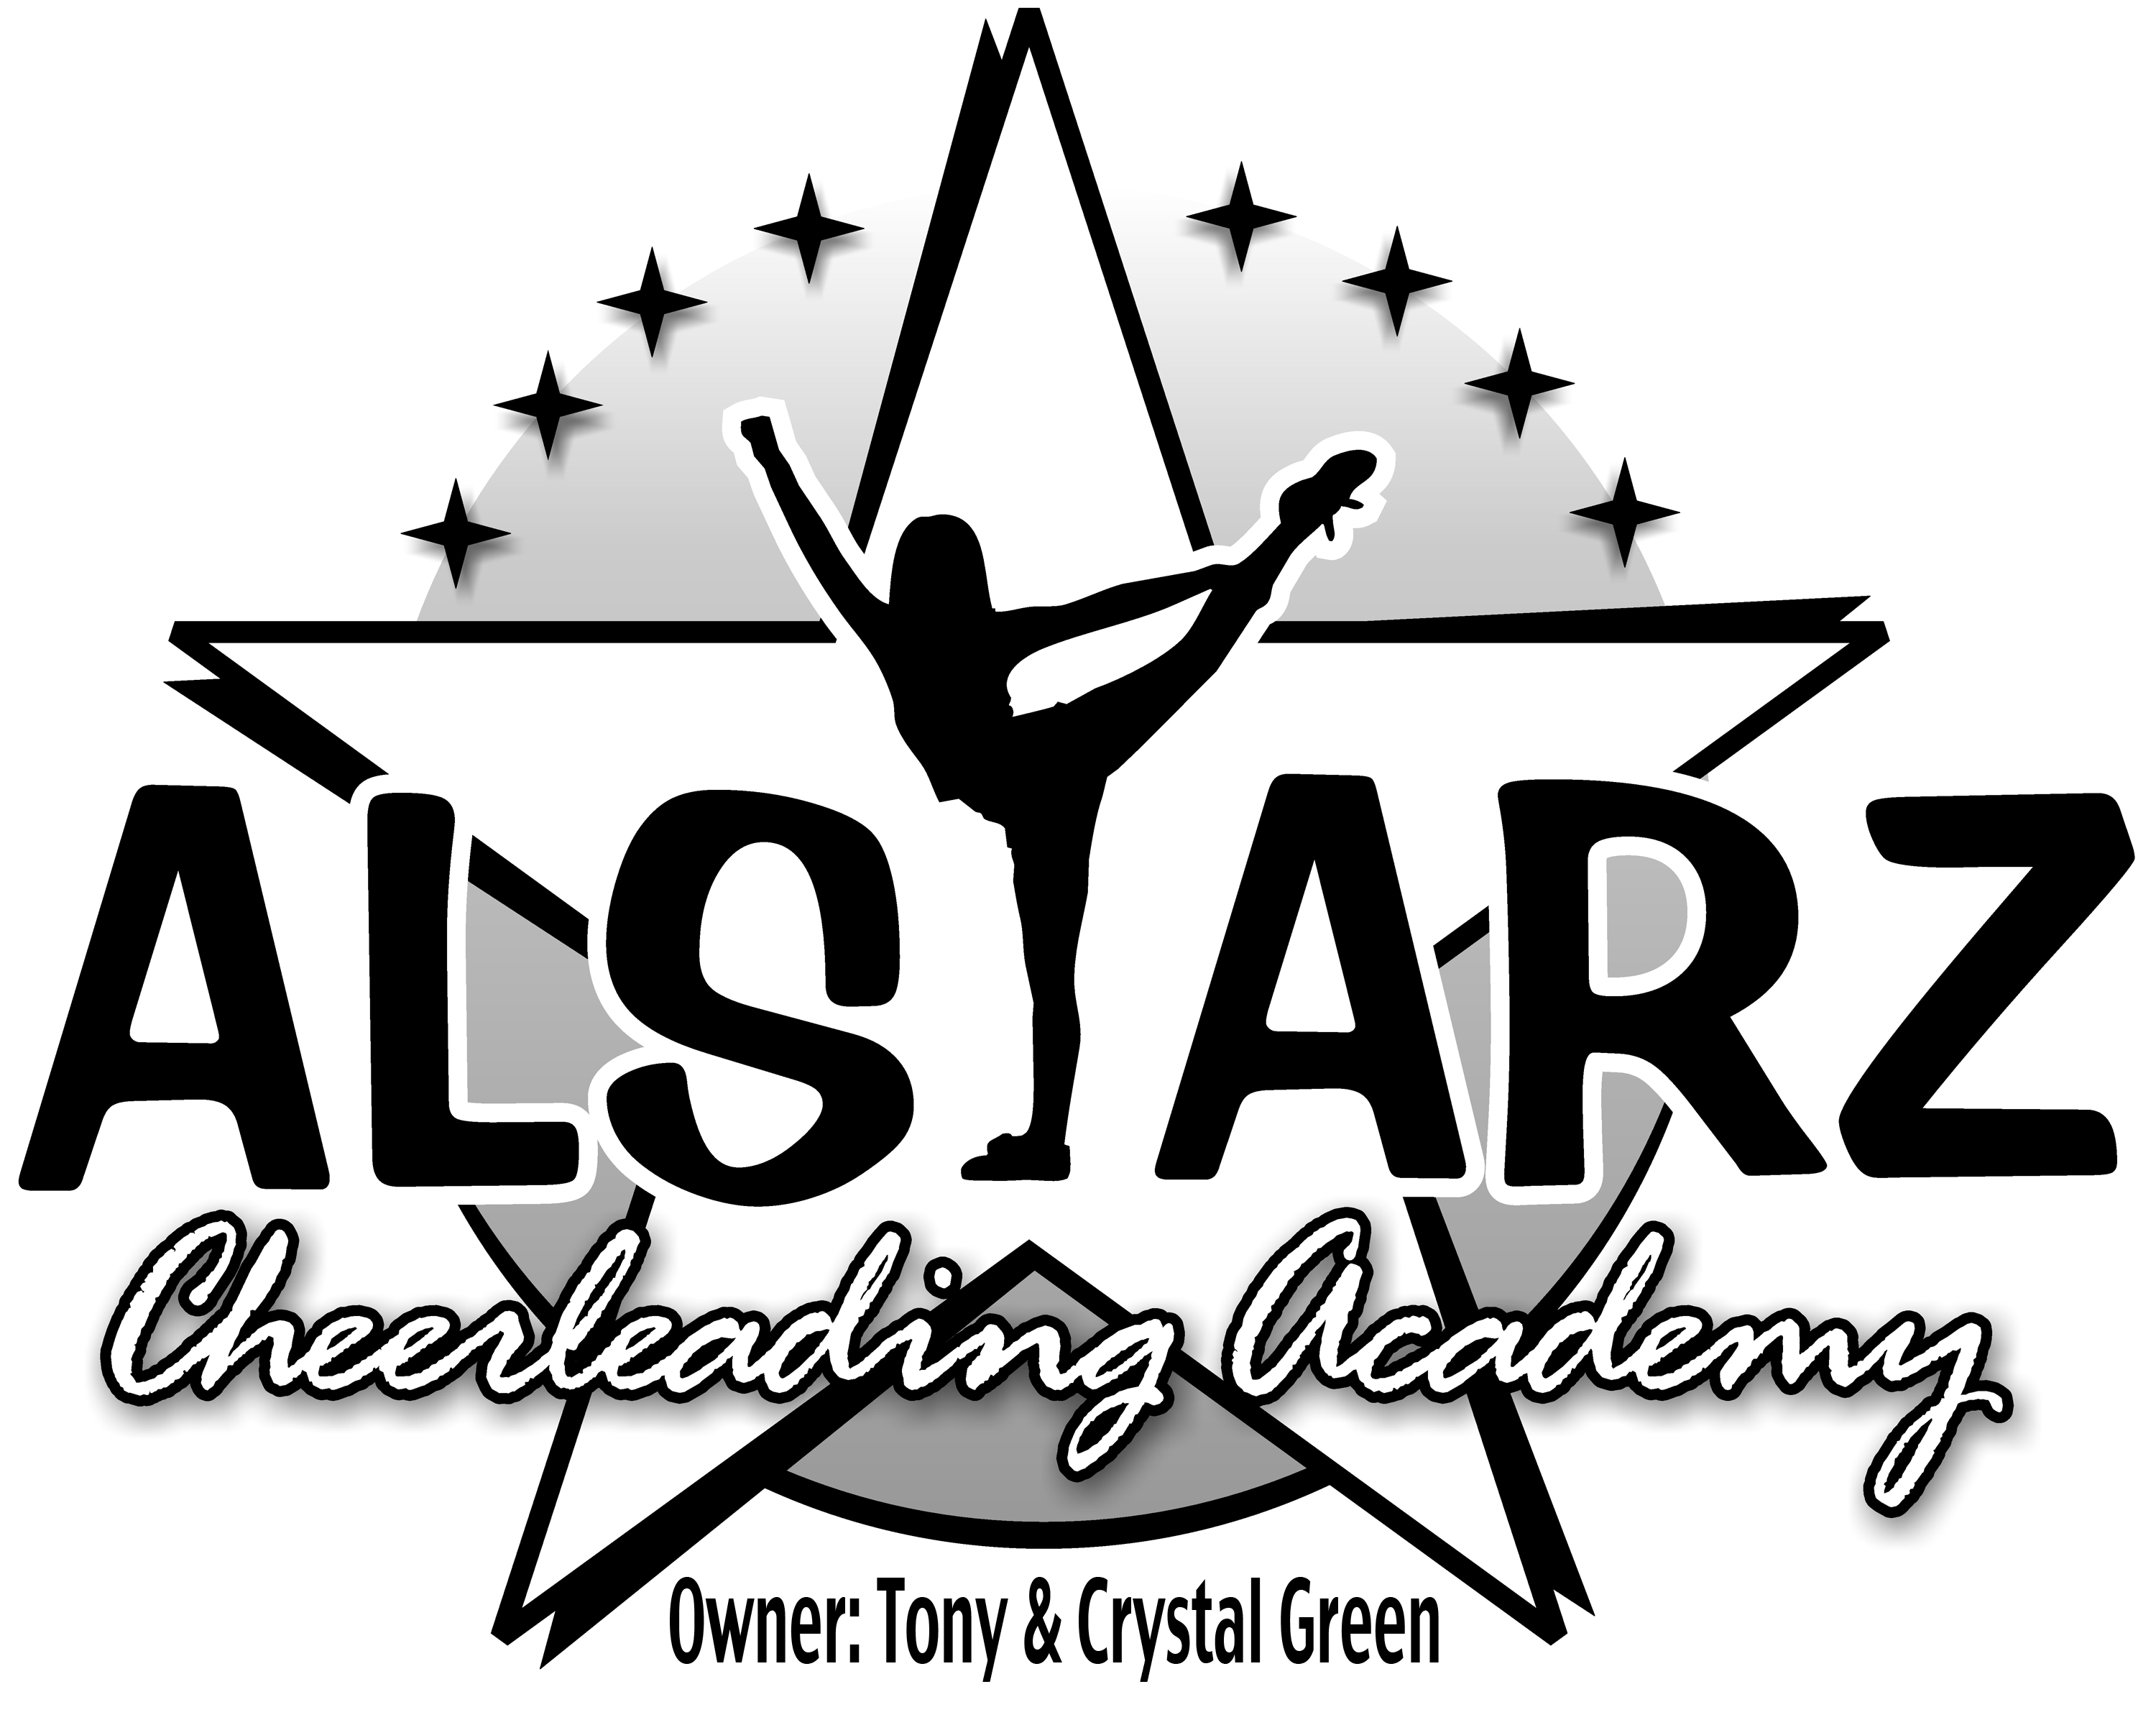 ALSTARZ
Cheerleading Academy
Owner: Tony & Crystal Green